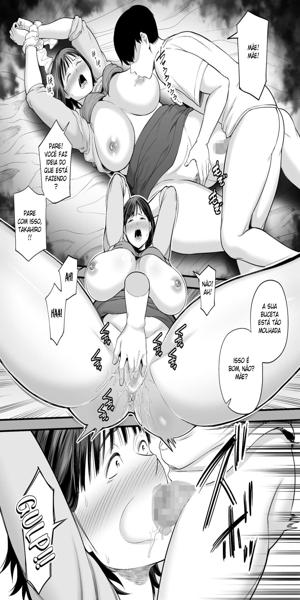 MÃE!
MÃE!
PARE!
VOCÊ FAZ
IDEIA DO
QUE ESTÁ
FAZENDO
?
PARE
COM ISSO,
TAKAHIRO
!!
NÃO!
AH!
AH!
HAA!
A SUA
BUCETA
ESTÁ TÃO
MOLHADA
ISSO
É BOM, NÃO?
MÃE?
GOLP!!